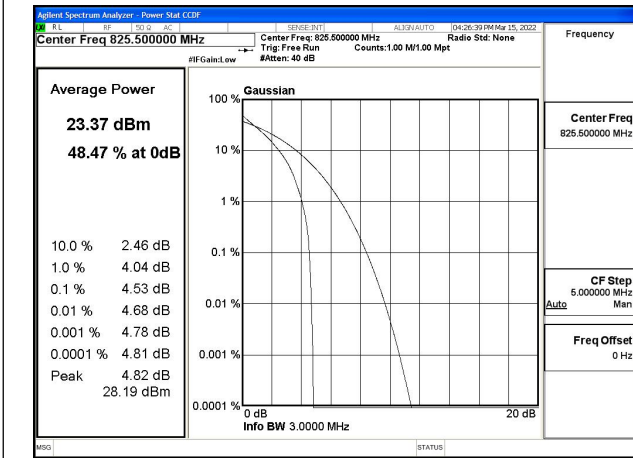 Agilent Spectrum Analyzer - Power Stat CCDF
RL RF 50 Ω AC SENSE:INT ALIGNAUTO 04:26:39 PM Mar 15, 2022
Center Freq 825.500000 MHz
Center Freq: 825.500000 MHz Radio Std: None
Trig: Free Run Counts:1.00 M/1.00 Mpt
#IFGain:Low #Atten: 40 dB
Frequency
Average Power
23.37 dBm
48.47 % at 0dB
10.0 % 2.46 dB
1.0 % 4.04 dB
0.1 % 4.53 dB
0.01 % 4.68 dB
0.001 % 4.78 dB
0.0001 % 4.81 dB
Peak 4.82 dB
28.19 dBm
Gaussian
100 %
10 %
1 %
0.1 %
0.01 %
0.001 %
0.0001 %
0 dB 20 dB
Info BW 3.0000 MHz
Center Freq
825.500000 MHz
CF Step
5.000000 MHz
Auto Man
Freq Offset
0 Hz
MSG STATUS